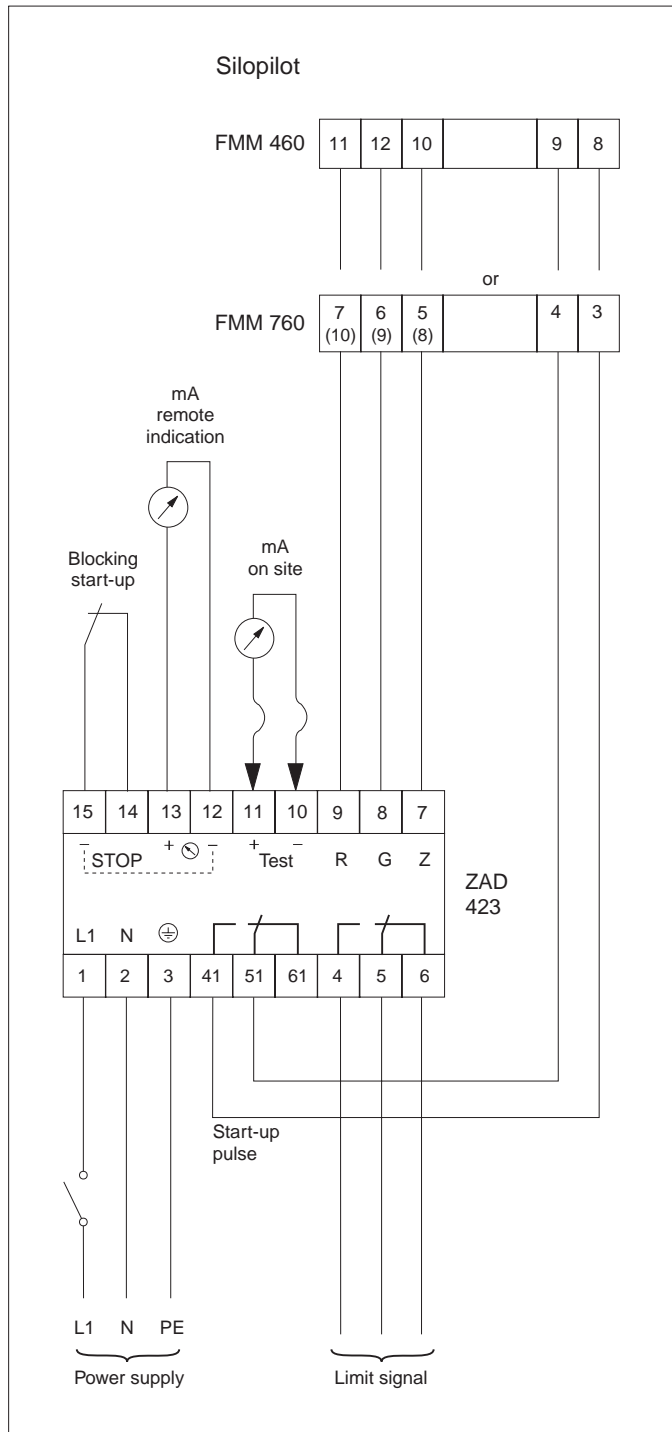 Silopilot
FMM 460 11 12 10 9 8
or
FMM 760 7 6 5 4 3
(10) (9) (8)
mA
remote
indication
mA
on site
Blocking
start-up
15 14 13 12 11 10 9 8 7
– STOP + – + Test – R G Z
ZAD
423
L1 N
1 2 3 41 51 61 4 5 6
Start-up
pulse
L1 N PE
Power supply Limit signal